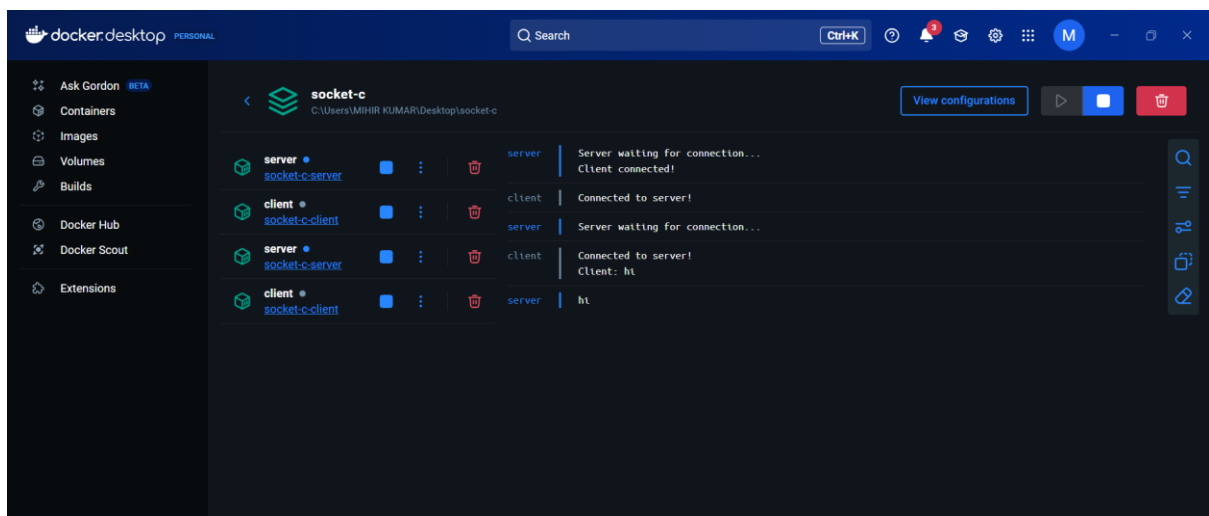 docker.desktop PERSONAL
Search
Ctrl+K
3
M
Ask Gordon BETA
Containers
Images
Volumes
Builds
Docker Hub
Docker Scout
Extensions
socket-c
C:\Users\MIHIR KUMAR\Desktop\socket-c
View configurations
server
socket-c-server
client
socket-c-client
server
socket-c-server
client
socket-c-client
server Server waiting for connection...
Client connected!
client Connected to server!
server Server waiting for connection...
client Connected to server!
Client: hi
server hi